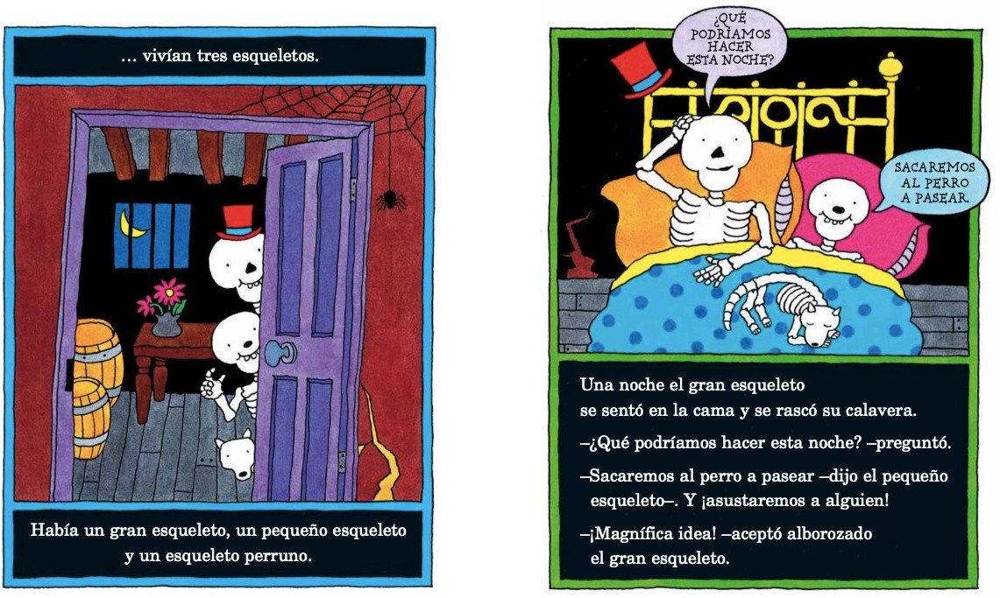 … vivían tres esqueletos.
Había un gran esqueleto, un pequeño esqueleto
y un esqueleto perruno.
¿QUÉ
PODRÍAMOS
HACER
ESTA NOCHE?
SACAREMOS
AL PERRO
A PASEAR.
Una noche el gran esqueleto
se sentó en la cama y se rascó su calavera.
–¿Qué podríamos hacer esta noche? –preguntó.
–Sacaremos al perro a pasear –dijo el pequeño
esqueleto–. Y ¡asustaremos a alguien!
–¡Magnífica idea! –aceptó alborozado
el gran esqueleto.